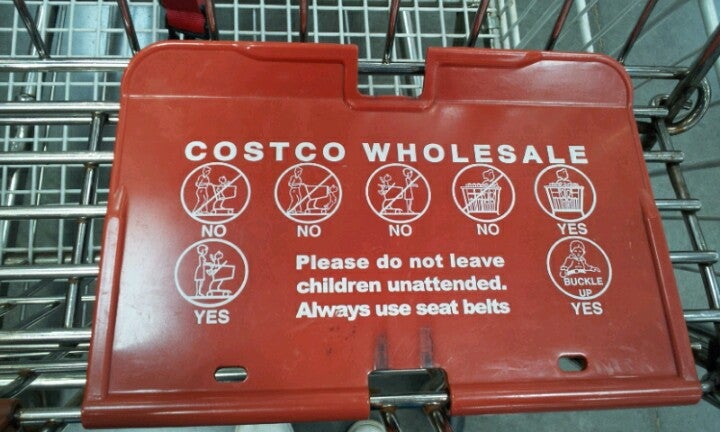 COSTCO WHOLESALE
NO NO NO NO YES
YES
Please do not leave
children unattended.
Always use seat belts
BUCKLE
UP
YES